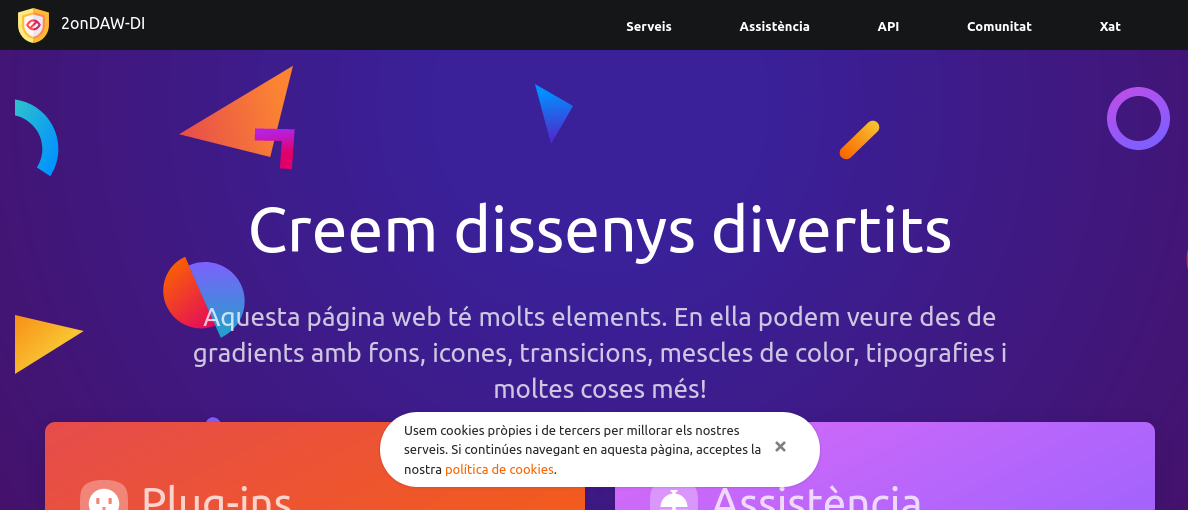 2onDAW-DI
Serveis Assistència API Comunitat Xat
Creem dissenys divertits
Aquesta página web té molts elements. En ella podem veure des de
gradients amb fons, icones, transicions, mescles de color, tipografies i
moltes coses més!
Usem cookies pròpies i de tercers per millorar els nostres
serveis. Si continúes navegant en aquesta pàgina, acceptes la
nostra política de cookies.
×
Plug-ins
Assistència